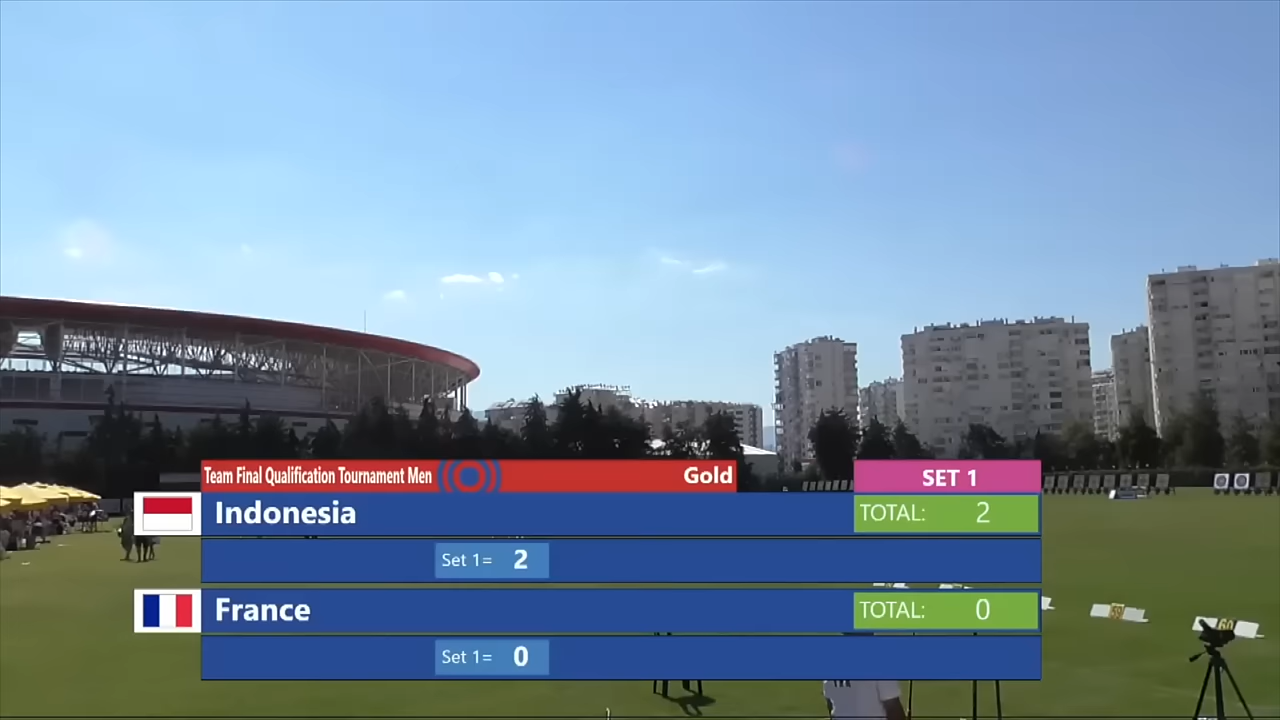 Team Final Qualification Tournament Men Gold SET 1
Indonesia TOTAL: 2
Set 1= 2
France TOTAL: 0
Set 1= 0
60